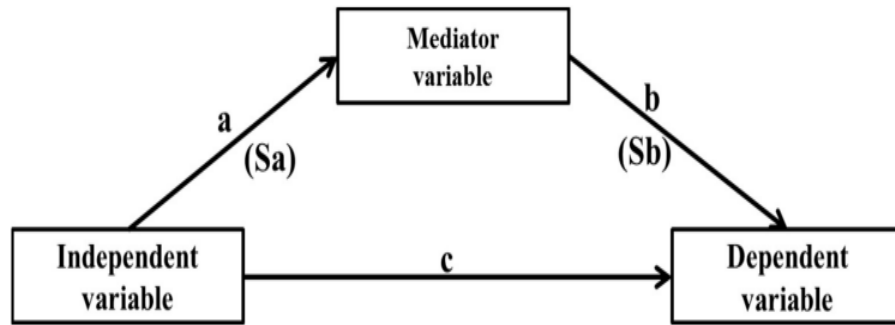 Mediator
variable
a
(Sa)
b
(Sb)
Independent
variable
c
Dependent
variable